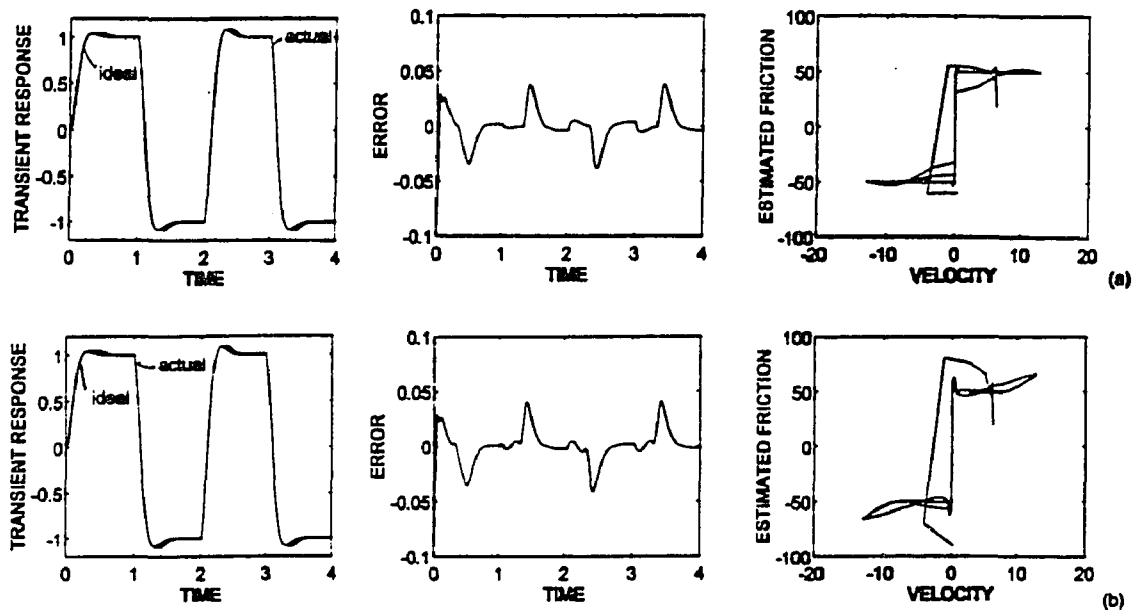 TRANSIENT RESPONSE
1
0.5
0
-0.5
-1
ideal
actual
0 1 2 3 4
TIME
ERROR
0.1
0.05
0
-0.05
-0.1
0 1 2 3 4
TIME
ESTIMATED FRICTION
100
50
0
-50
-100
-20 -10 0 10 20
VELOCITY
(a)
TRANSIENT RESPONSE
1
0.5
0
-0.5
-1
actual
ideal
0 1 2 3 4
TIME
ERROR
0.1
0.05
0
-0.05
-0.1
0 1 2 3 4
TIME
ESTIMATED FRICTION
100
50
0
-50
-100
-20 -10 0 10 20
VELOCITY
(b)